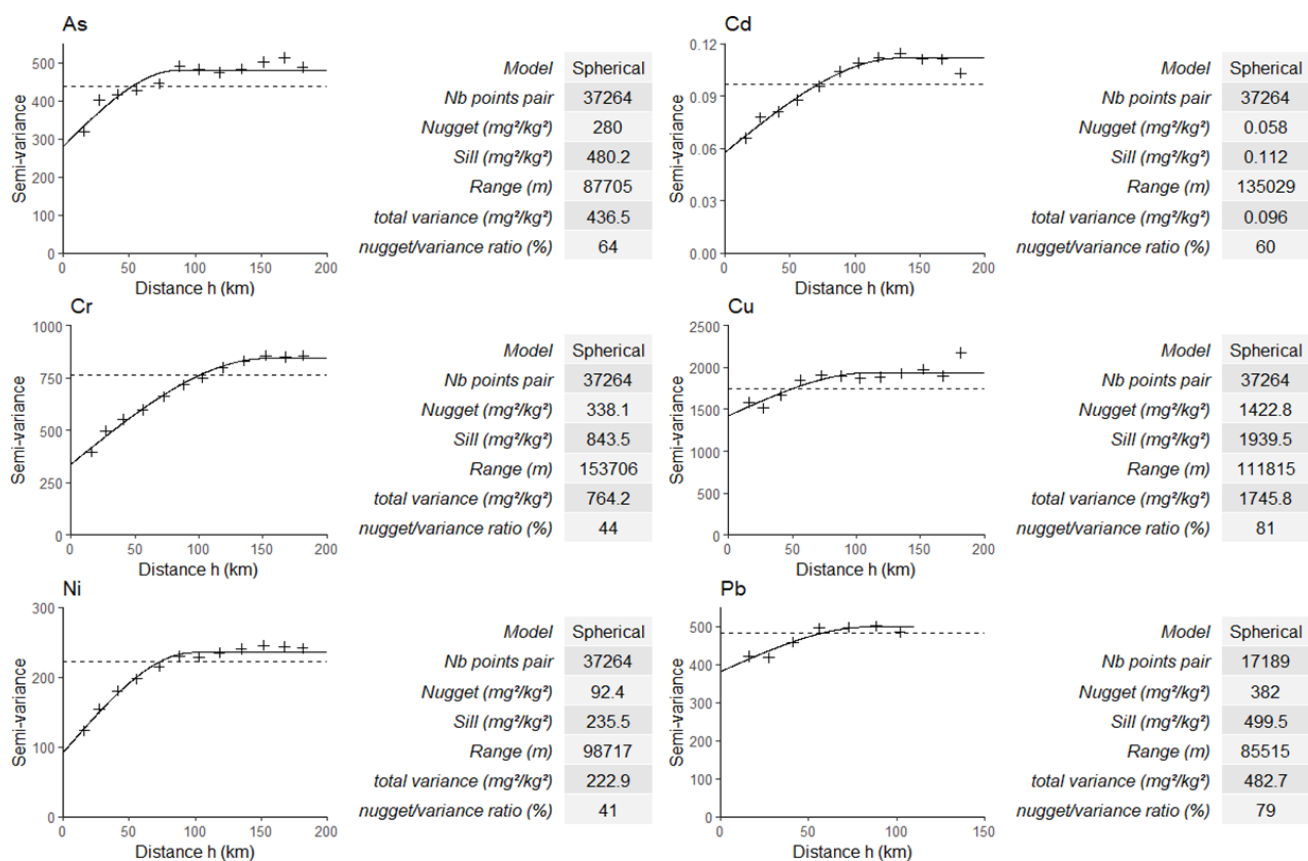 As
Semi-variance
500
400
300
200
100
0
0 50 100 150 200
Distance h (km)
Model Spherical
Nb points pair 37264
Nugget (mg²/kg²) 280
Sill (mg²/kg²) 480.2
Range (m) 87705
total variance (mg²/kg²) 436.5
nugget/variance ratio (%) 64
Cd
Semi-variance
0.12
0.09
0.06
0.03
0.00
0 50 100 150 200
Distance h (km)
Model Spherical
Nb points pair 37264
Nugget (mg²/kg²) 0.058
Sill (mg²/kg²) 0.112
Range (m) 135029
total variance (mg²/kg²) 0.096
nugget/variance ratio (%) 60
Cr
Semi-variance
1000
750
500
250
0
0 50 100 150 200
Distance h (km)
Model Spherical
Nb points pair 37264
Nugget (mg²/kg²) 338.1
Sill (mg²/kg²) 843.5
Range (m) 153706
total variance (mg²/kg²) 764.2
nugget/variance ratio (%) 44
Cu
Semi-variance
2500
2000
1500
1000
500
0
0 50 100 150 200
Distance h (km)
Model Spherical
Nb points pair 37264
Nugget (mg²/kg²) 1422.8
Sill (mg²/kg²) 1939.5
Range (m) 111815
total variance (mg²/kg²) 1745.8
nugget/variance ratio (%) 81
Ni
Semi-variance
300
200
100
0
0 50 100 150 200
Distance h (km)
Model Spherical
Nb points pair 37264
Nugget (mg²/kg²) 92.4
Sill (mg²/kg²) 235.5
Range (m) 98717
total variance (mg²/kg²) 222.9
nugget/variance ratio (%) 41
Pb
Semi-variance
500
400
300
200
100
0
0 50 100 150
Distance h (km)
Model Spherical
Nb points pair 17189
Nugget (mg²/kg²) 382
Sill (mg²/kg²) 499.5
Range (m) 85515
total variance (mg²/kg²) 482.7
nugget/variance ratio (%) 79